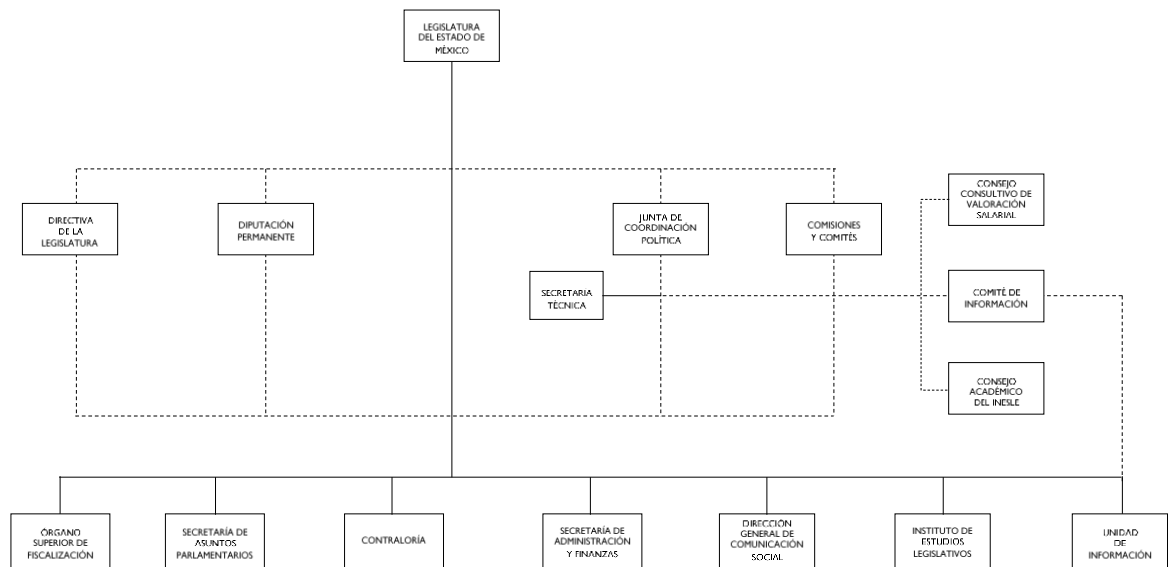 LEGISLATURA
DEL ESTADO DE
MÉXICO
DIRECTIVA
DE LA
LEGISLATURA
DIPUTACIÓN
PERMANENTE
JUNTA DE
COORDINACIÓN
POLÍTICA
COMISIONES
Y COMITÉS
CONSEJO
CONSULTIVO DE
VALORACIÓN
SALARIAL
SECRETARIA
TÉCNICA
COMITÉ DE
INFORMACIÓN
CONSEJO
ACADÉMICO
DEL INESLE
ÓRGANO
SUPERIOR DE
FISCALIZACIÓN
SECRETARÍA DE
ASUNTOS
PARLAMENTARIOS
CONTRALORÍA
SECRETARÍA DE
ADMINISTRACIÓN
Y FINANZAS
DIRECCIÓN
GENERAL DE
COMUNICACIÓN
SOCIAL
INSTITUTO DE
ESTUDIOS
LEGISLATIVOS
UNIDAD
DE
INFORMACIÓN